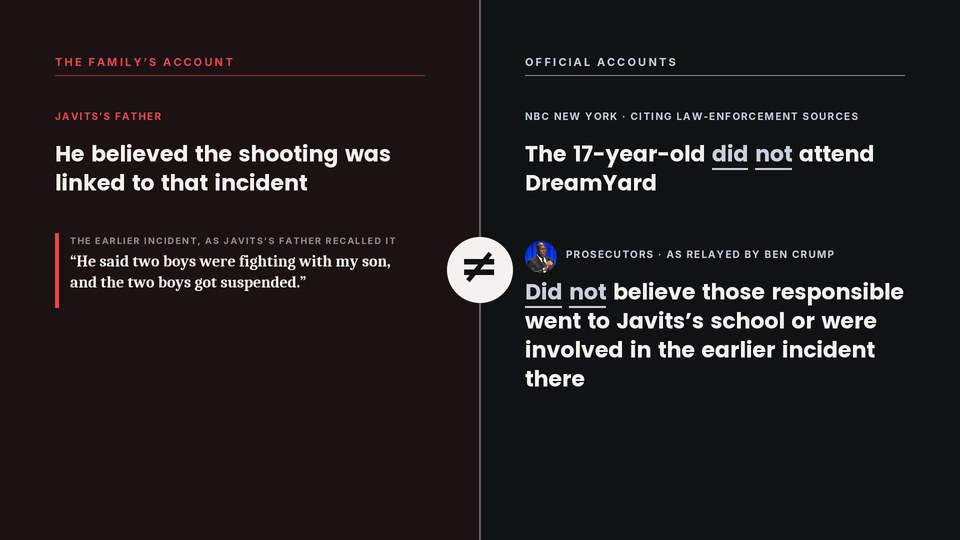 THE FAMILY’S ACCOUNT
JAVITS’S FATHER
He believed the shooting was
linked to that incident
THE EARLIER INCIDENT, AS JAVITS’S FATHER RECALLED IT
“He said two boys were fighting with my son,
and the two boys got suspended.”
≠
OFFICIAL ACCOUNTS
NBC NEW YORK · CITING LAW-ENFORCEMENT SOURCES
The 17-year-old did not attend
DreamYard
PROSECUTORS · AS RELAYED BY BEN CRUMP
Did not believe those responsible
went to Javits’s school or were
involved in the earlier incident
there